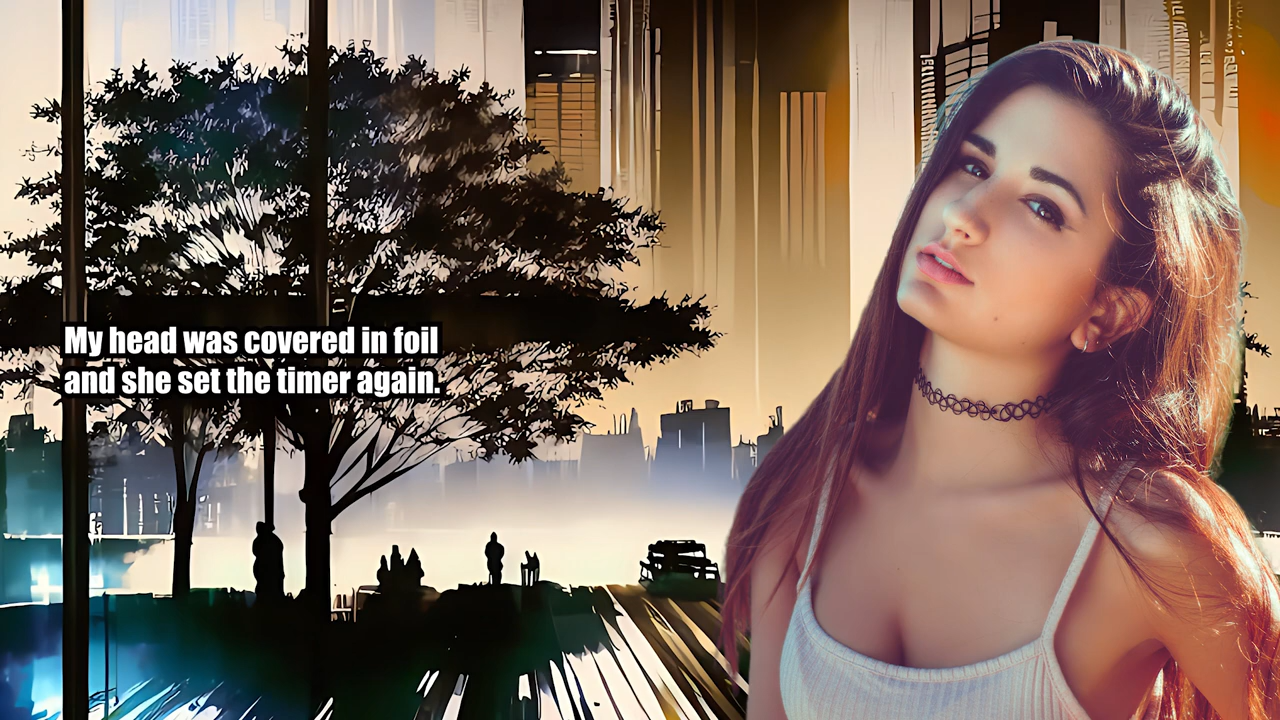 My head was covered in foil
and she set the timer again.